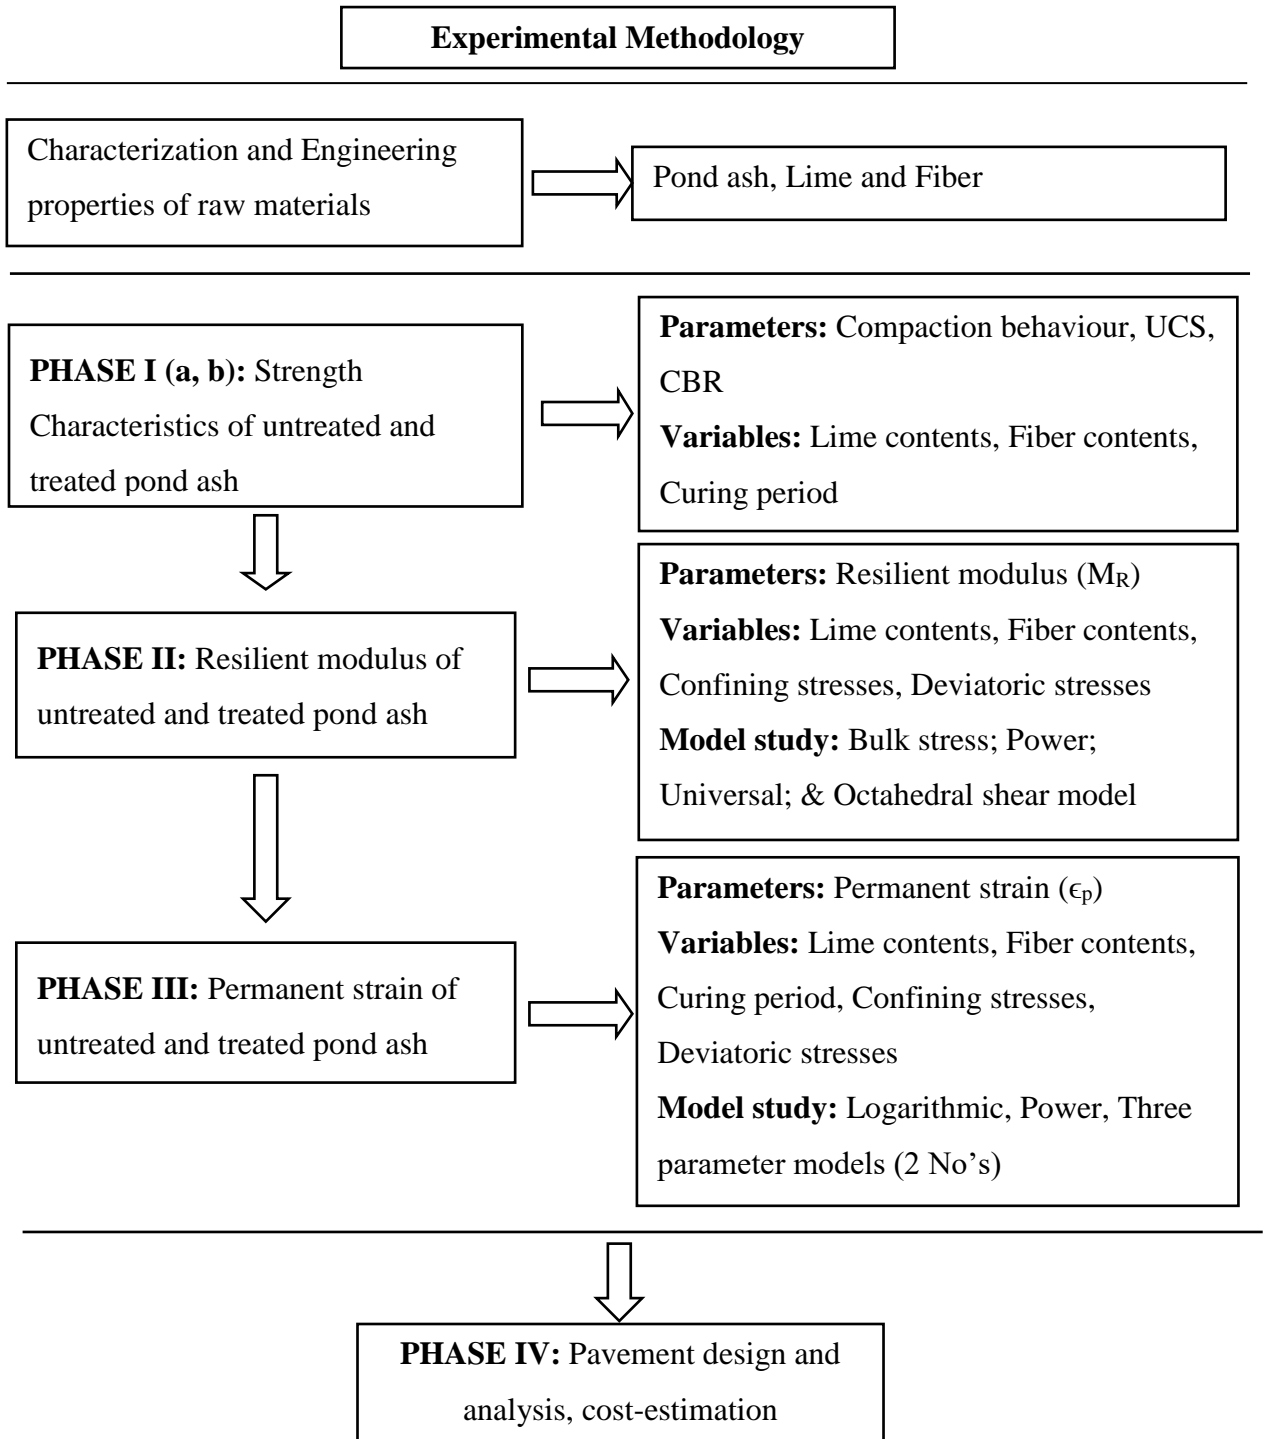 Experimental Methodology
Characterization and Engineering
properties of raw materials
Pond ash, Lime and Fiber
PHASE I (a, b): Strength
Characteristics of untreated and
treated pond ash
Parameters: Compaction behaviour, UCS,
CBR
Variables: Lime contents, Fiber contents,
Curing period
PHASE II: Resilient modulus of
untreated and treated pond ash
Parameters: Resilient modulus (MR)
Variables: Lime contents, Fiber contents,
Confining stresses, Deviatoric stresses
Model study: Bulk stress; Power;
Universal; & Octahedral shear model
PHASE III: Permanent strain of
untreated and treated pond ash
Parameters: Permanent strain (ϵp)
Variables: Lime contents, Fiber contents,
Curing period, Confining stresses,
Deviatoric stresses
Model study: Logarithmic, Power, Three
parameter models (2 No’s)
PHASE IV: Pavement design and
analysis, cost-estimation